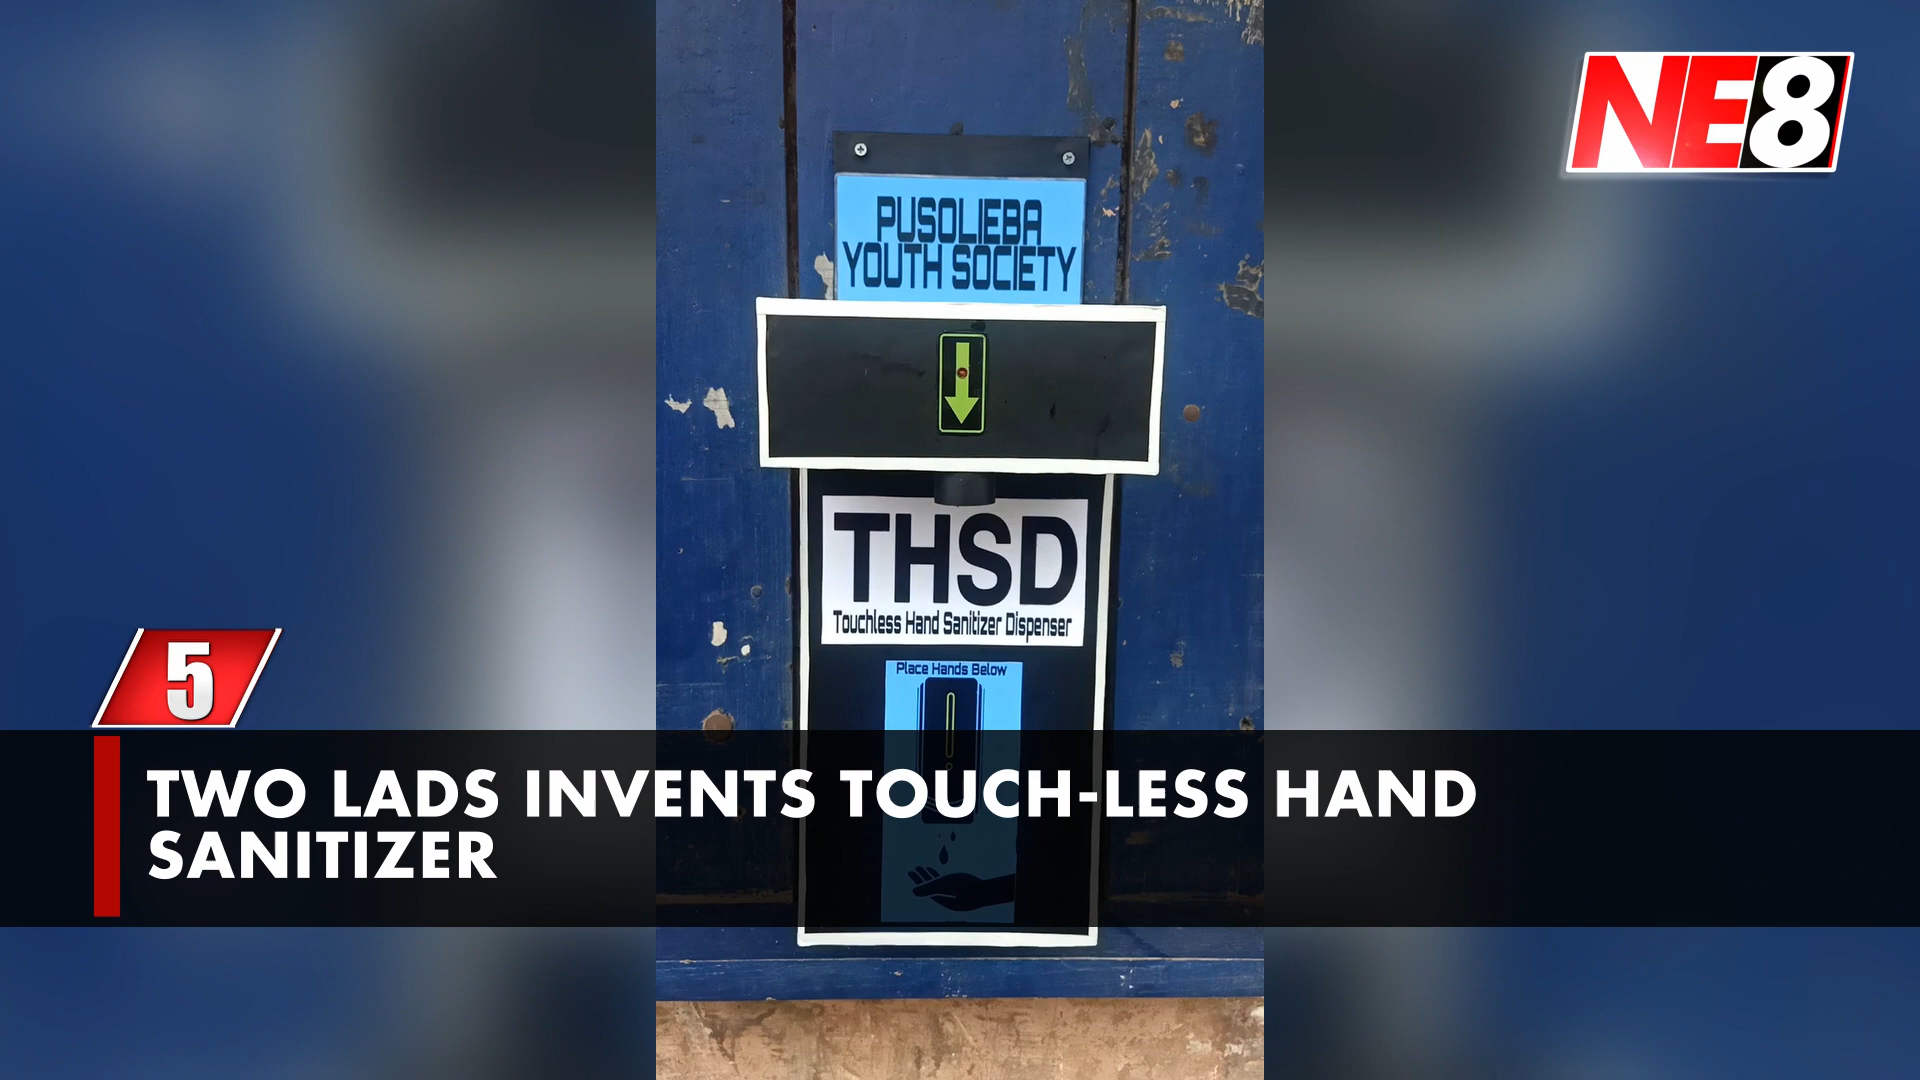 NE8
PUSOLIEBA
YOUTH SOCIETY
THSD
Touchless Hand Sanitizer Dispenser
Place Hands Below
5
TWO LADS INVENTS TOUCH-LESS HAND
SANITIZER